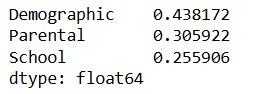 Demographic    0.438172
Parental       0.305922
School         0.255906
dtype: float64